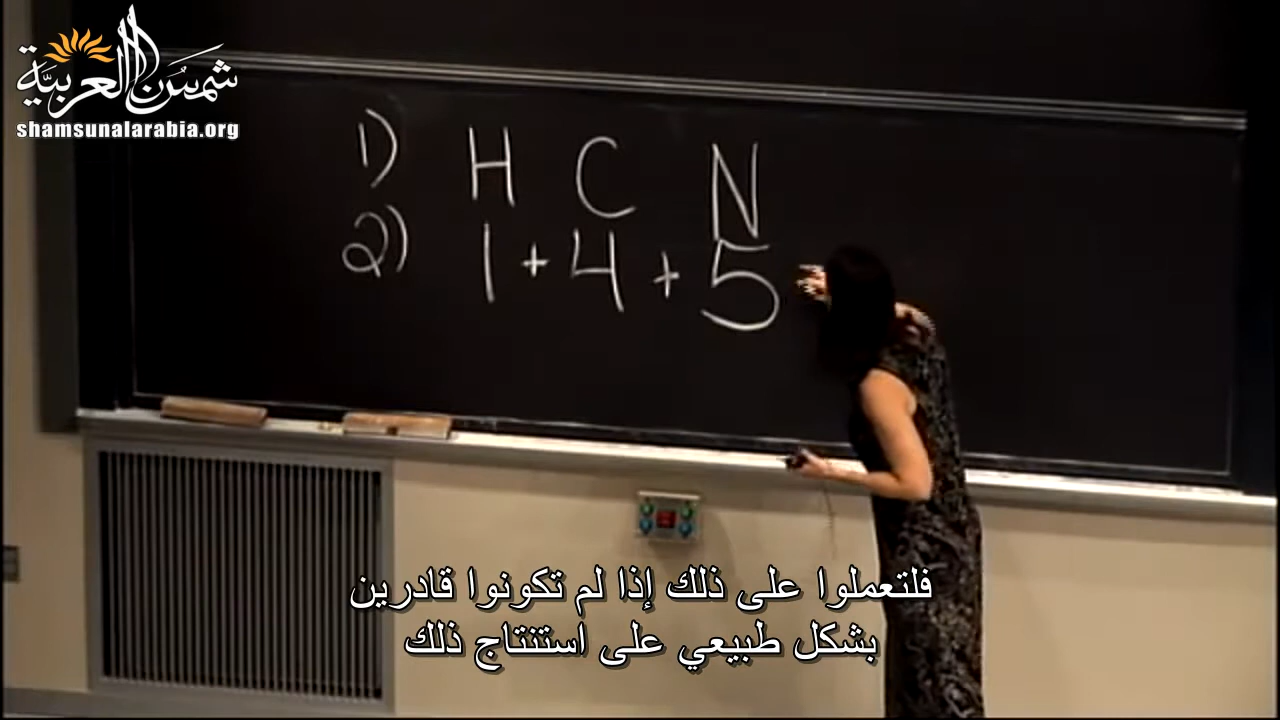 شمس العربية
shamsunalarabia.org
1) H C N
2) 1 + 4 + 5
فلتعملوا على ذلك إذا لم تكونوا قادرين
بشكل طبيعي على استنتاج ذلك